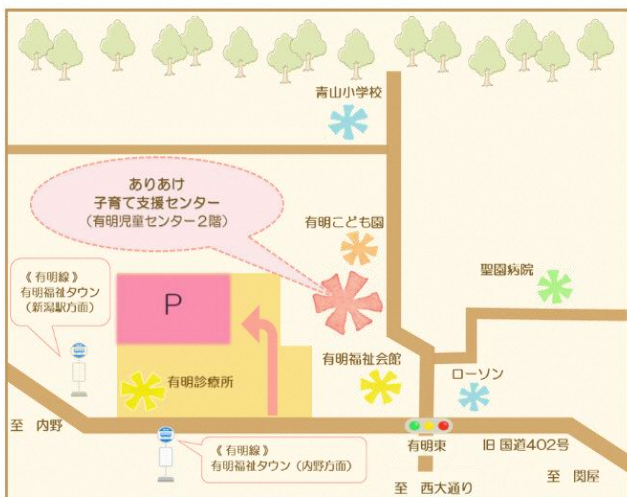 青山小学校
ありあけ
子育て支援センター
(有明児童センター2階)
有明こども園
聖園病院
《 有明線 》
有明福祉タウン
(新潟駅方面)
P
有明診療所
有明福祉会館
ローソン
至 内野
有明東
旧 国道402号
《 有明線 》
有明福祉タウン (内野方面)
至 関屋
至 西大通り